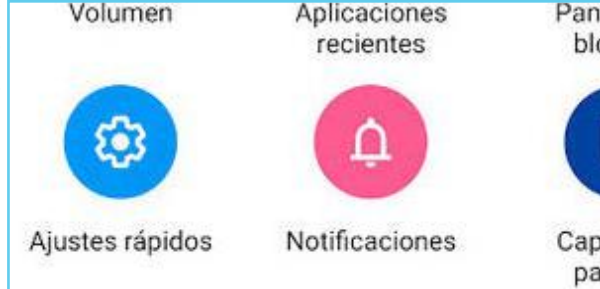 Volumen
Aplicaciones
recientes
Ajustes rápidos
Notificaciones